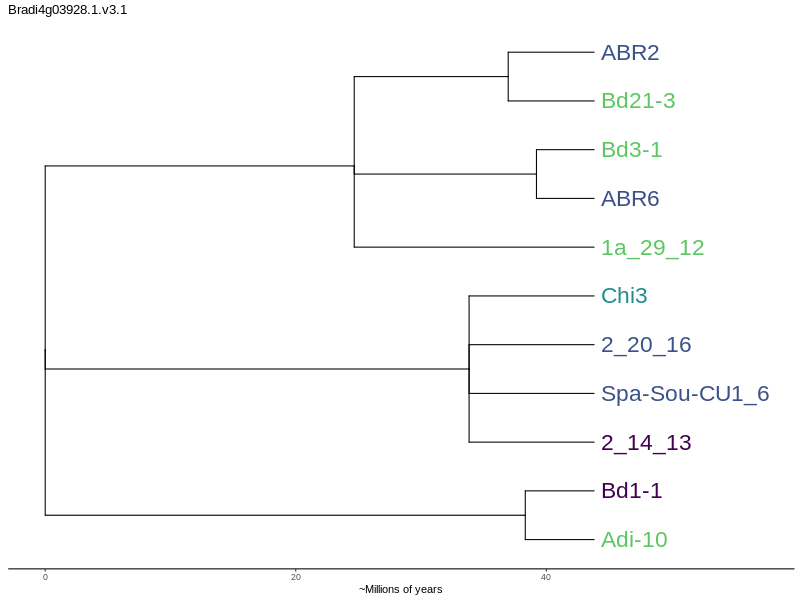 Bradi4g03928.1.v3.1
ABR2
Bd21-3
Bd3-1
ABR6
1a_29_12
Chi3
2_20_16
Spa-Sou-CU1_6
2_14_13
Bd1-1
Adi-10
0 20 40
~Millions of years